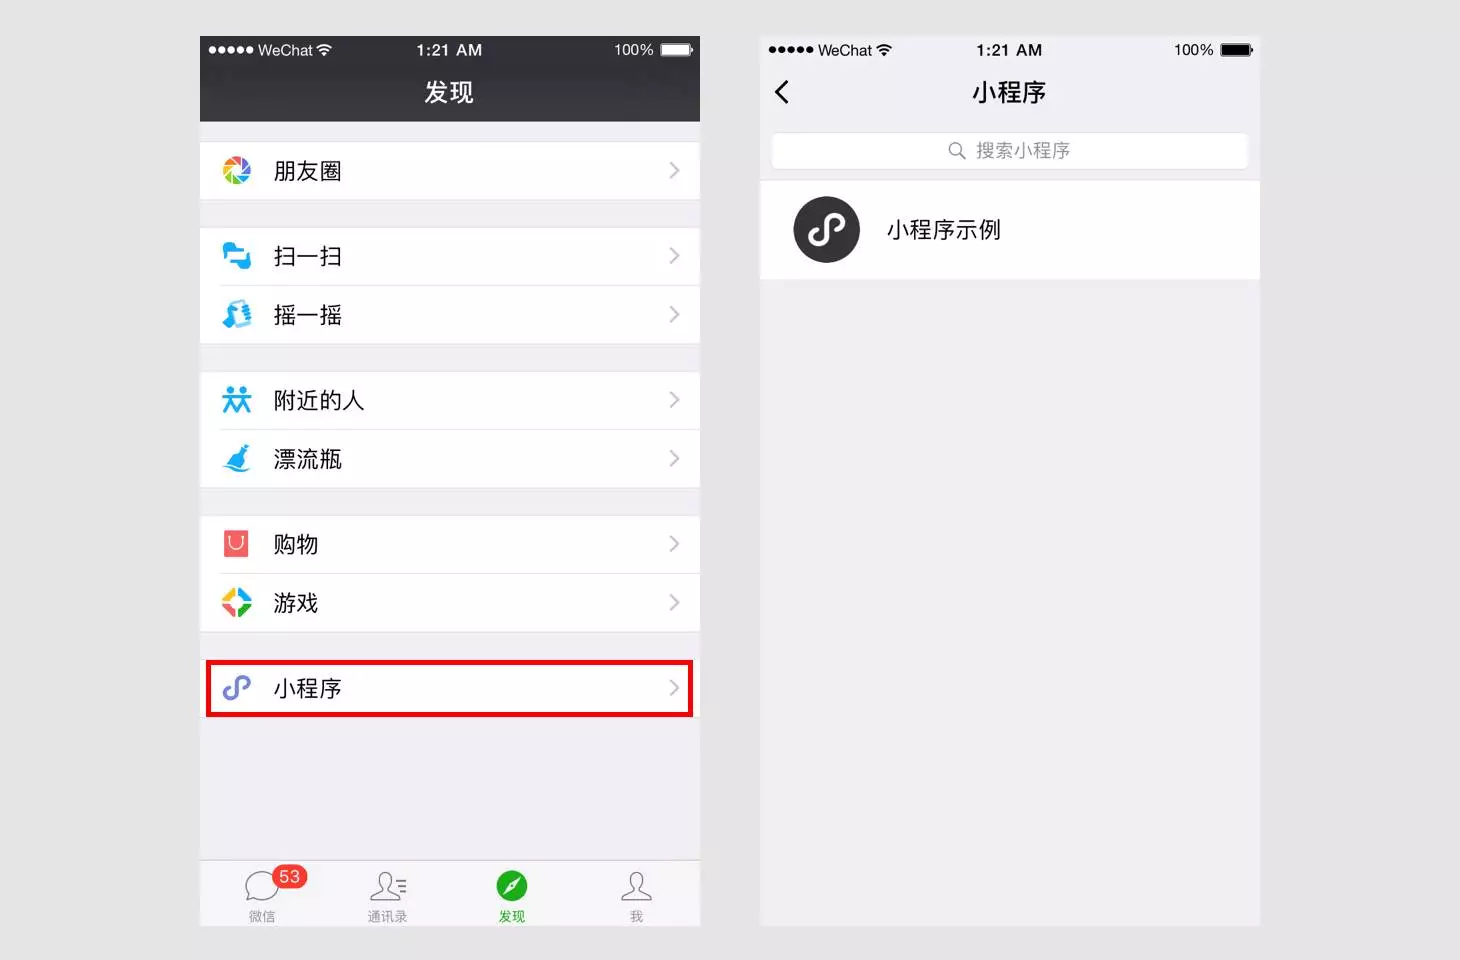 WeChat 1:21 AM 100%
发现
朋友圈
扫一扫
摇一摇
附近的人
漂流瓶
购物
游戏
小程序
53
微信 通讯录 发现 我
WeChat 1:21 AM 100%
小程序
搜索小程序
小程序示例